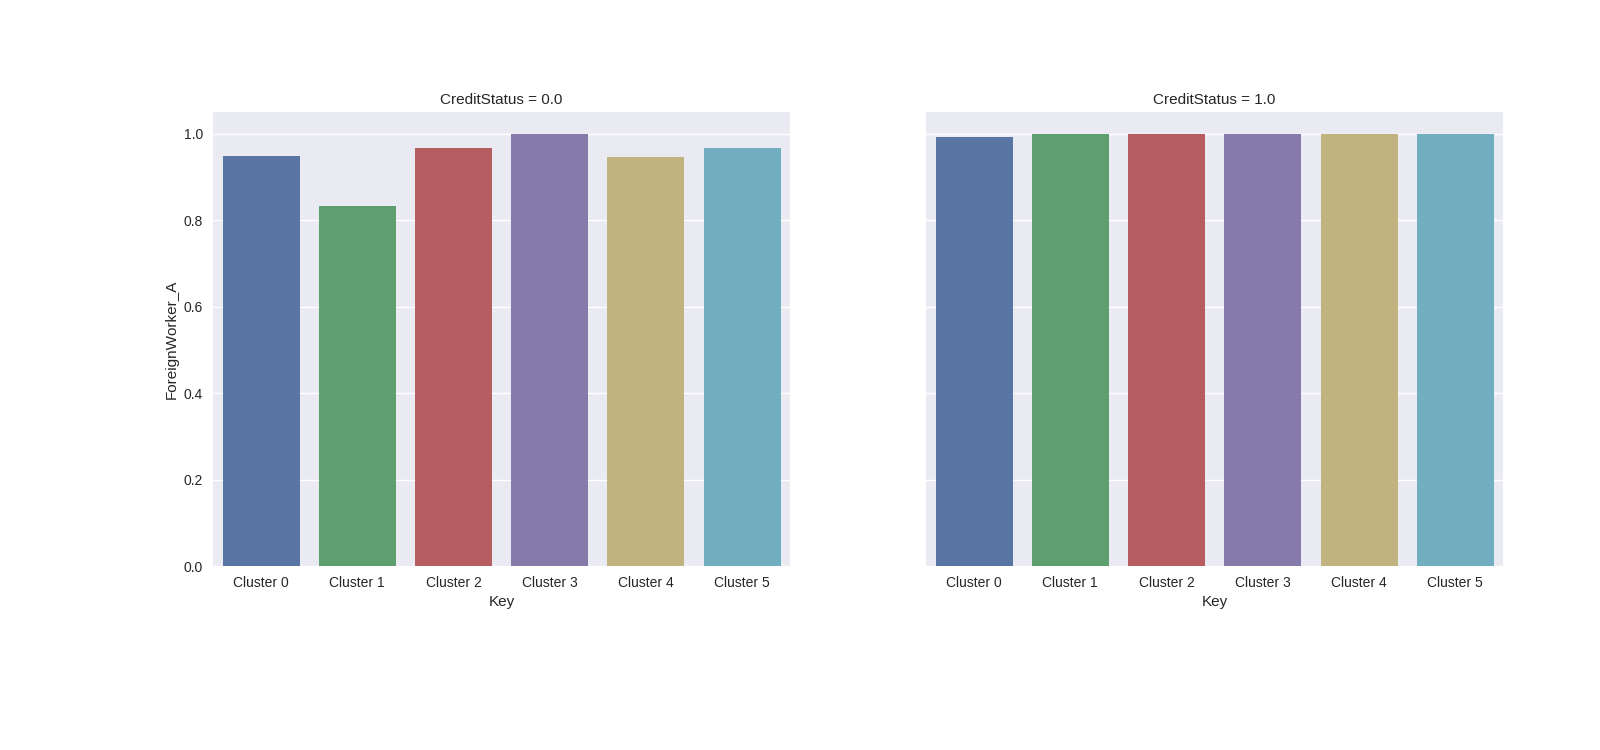 CreditStatus = 0.0
ForeignWorker_A
1.0
0.8
0.6
0.4
0.2
0.0
Cluster 0 Cluster 1 Cluster 2 Cluster 3 Cluster 4 Cluster 5
Key
CreditStatus = 1.0
Cluster 0 Cluster 1 Cluster 2 Cluster 3 Cluster 4 Cluster 5
Key